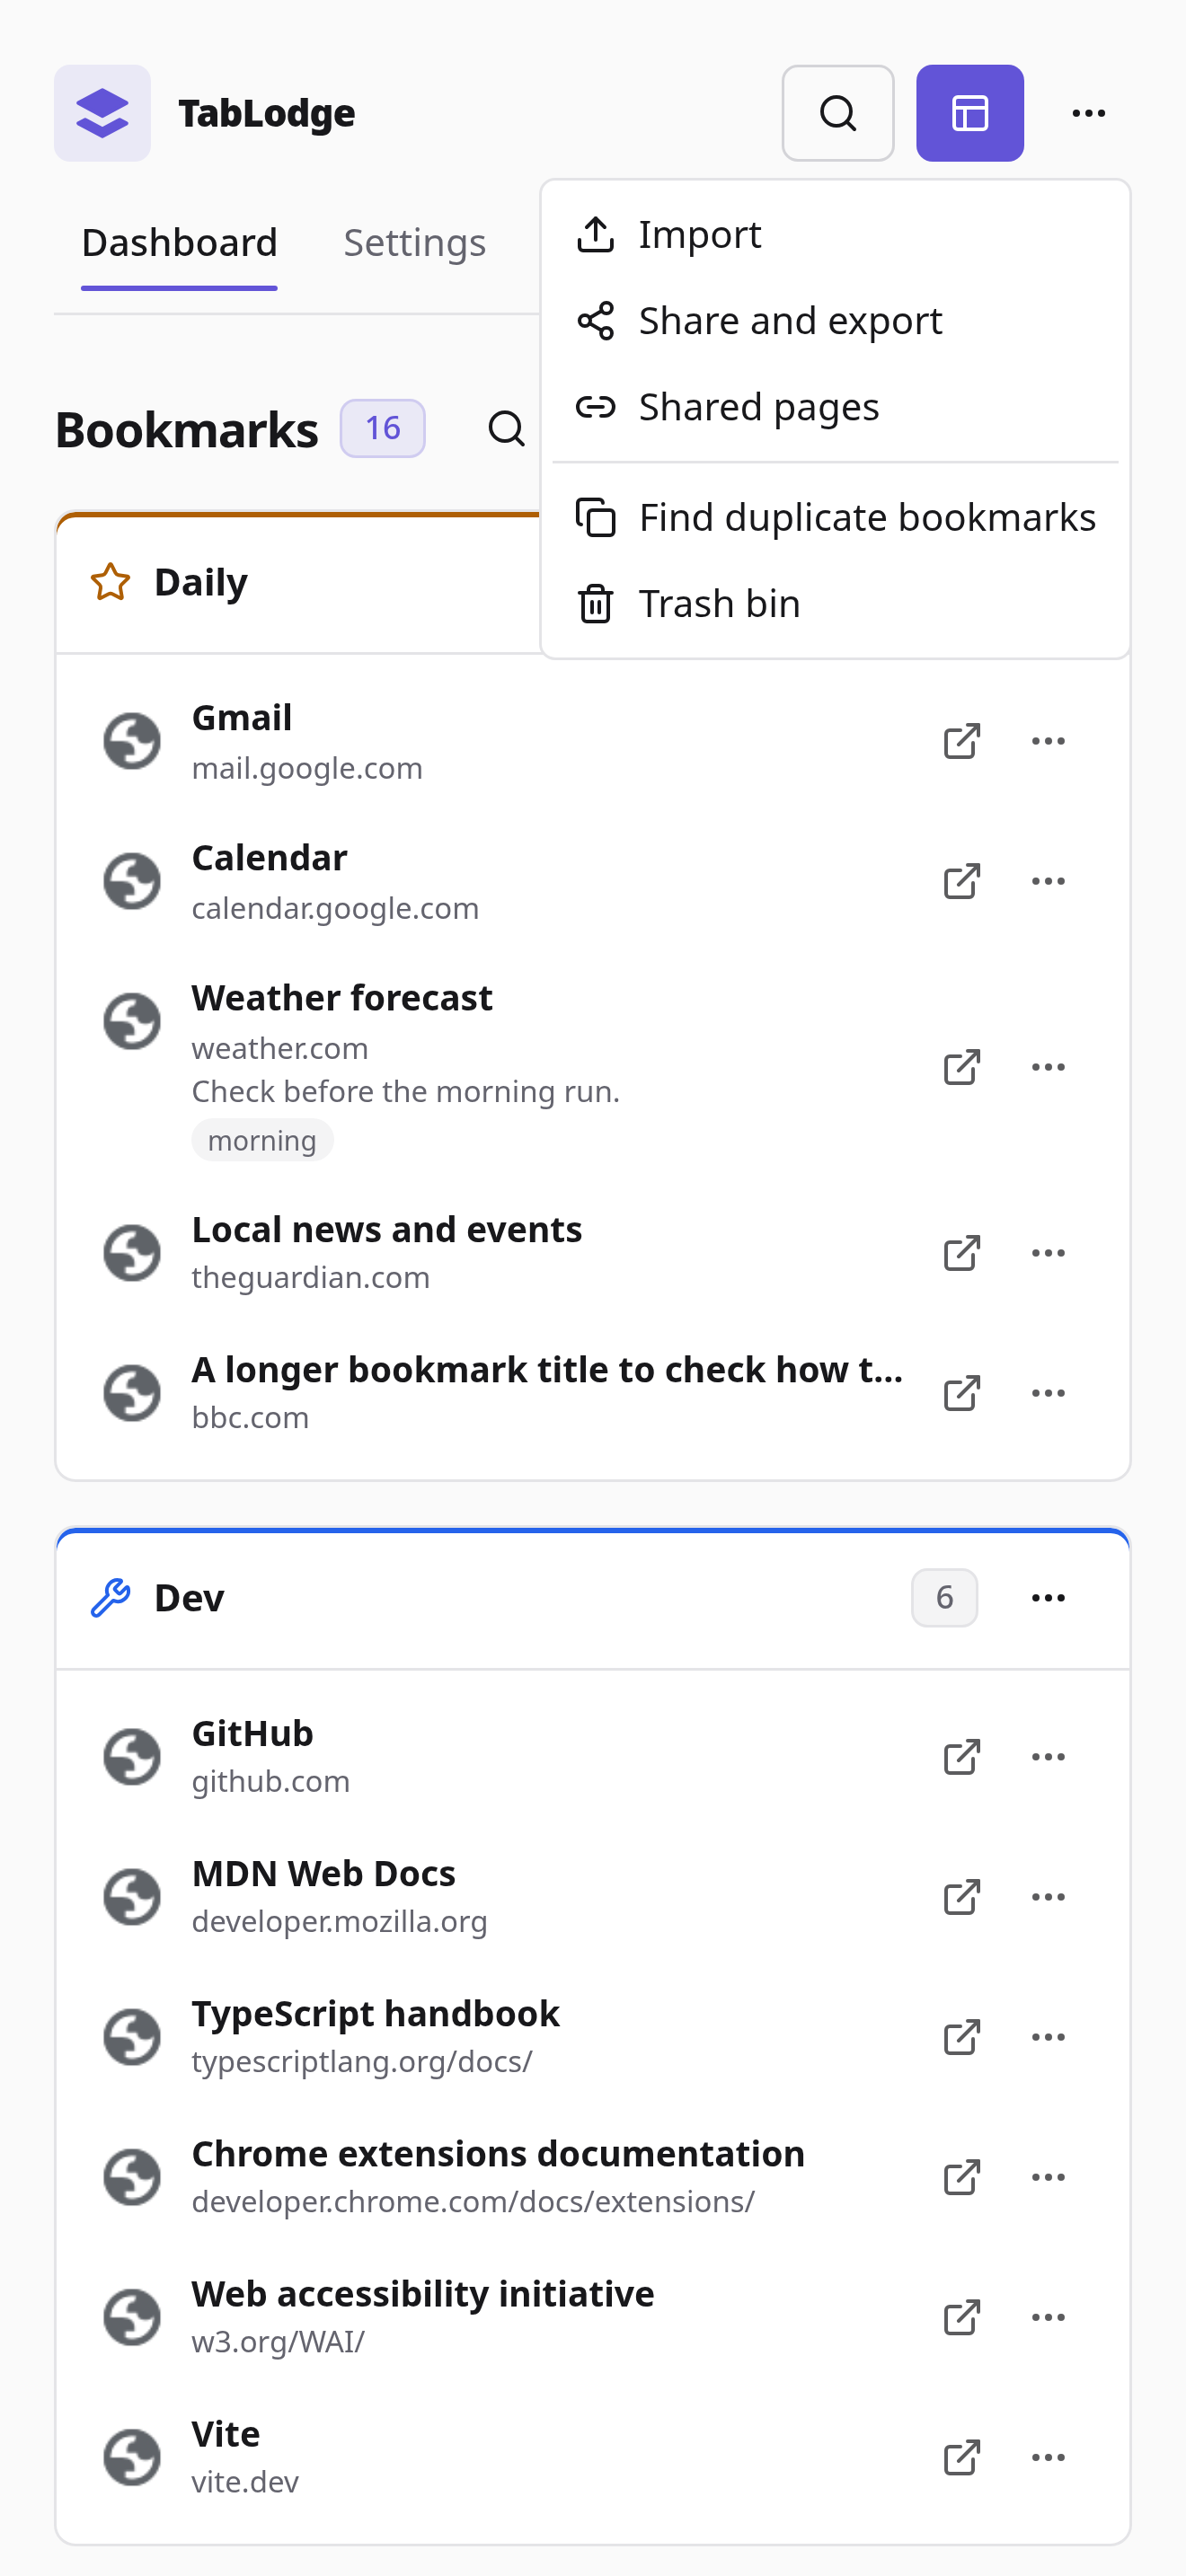 TabLodge
Dashboard
Settings
Import
Share and export
Shared pages
Find duplicate bookmarks
Trash bin
Bookmarks
16
Daily
Gmail
mail.google.com
Calendar
calendar.google.com
Weather forecast
weather.com
Check before the morning run.
morning
Local news and events
theguardian.com
A longer bookmark title to check how t...
bbc.com
Dev
6
GitHub
github.com
MDN Web Docs
developer.mozilla.org
TypeScript handbook
typescriptlang.org/docs/
Chrome extensions documentation
developer.chrome.com/docs/extensions/
Web accessibility initiative
w3.org/WAI/
Vite
vite.dev